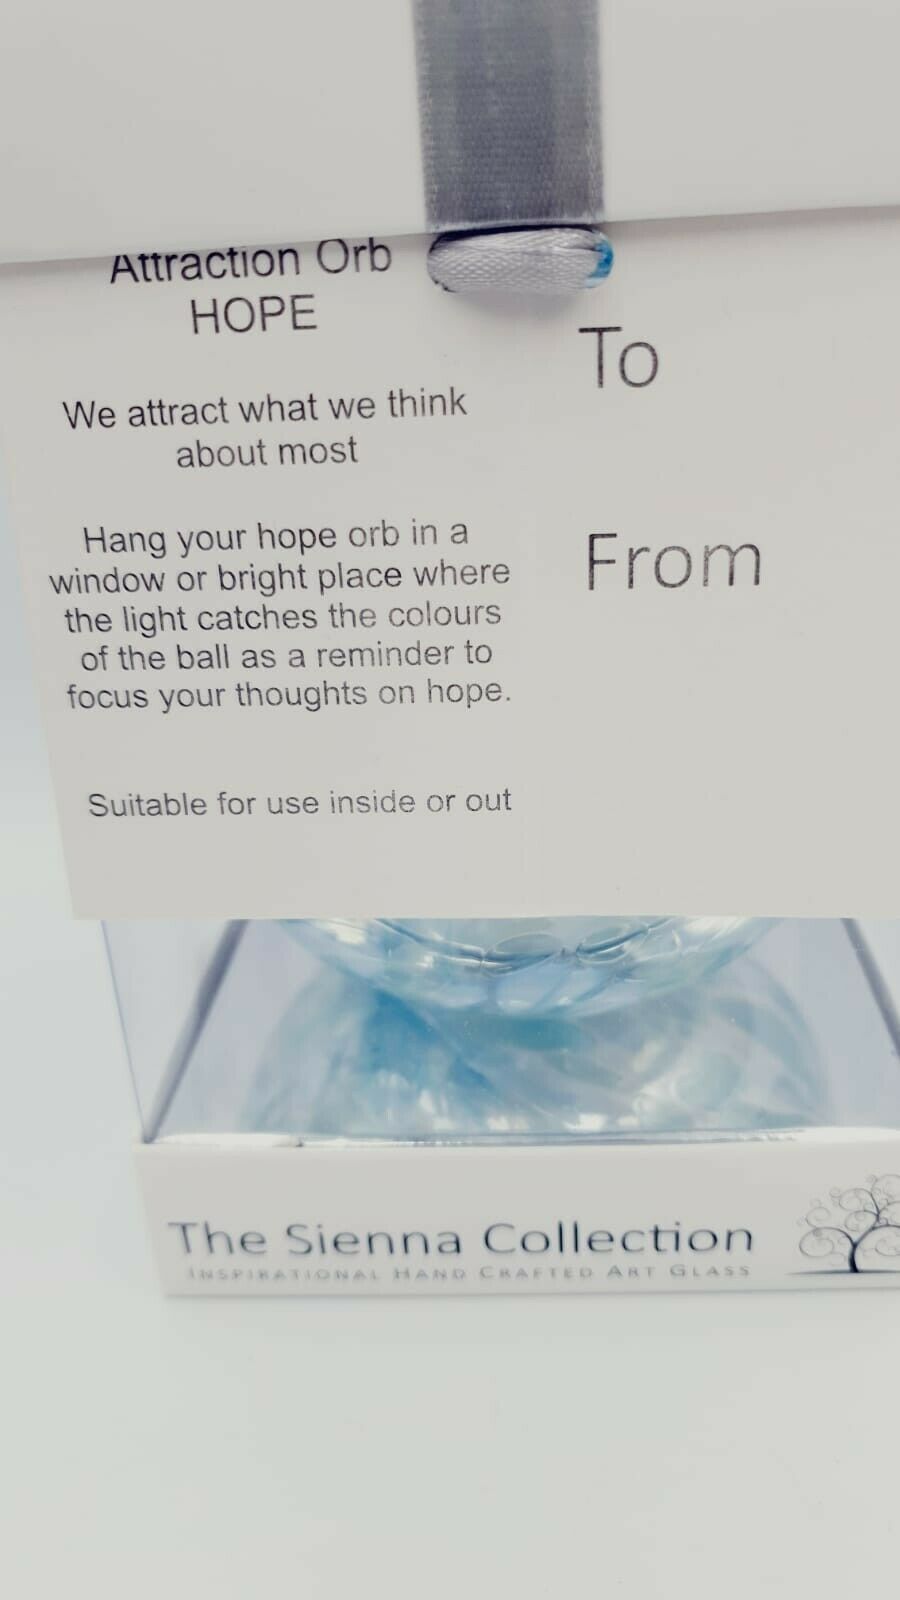 Attraction Orb
HOPE
We attract what we think
about most
Hang your hope orb in a
window or bright place where
the light catches the colours
of the ball as a reminder to
focus your thoughts on hope.
Suitable for use inside or out
To
From
The Sienna Collection
INSPIRATIONAL HAND CRAFTED ART GLASS